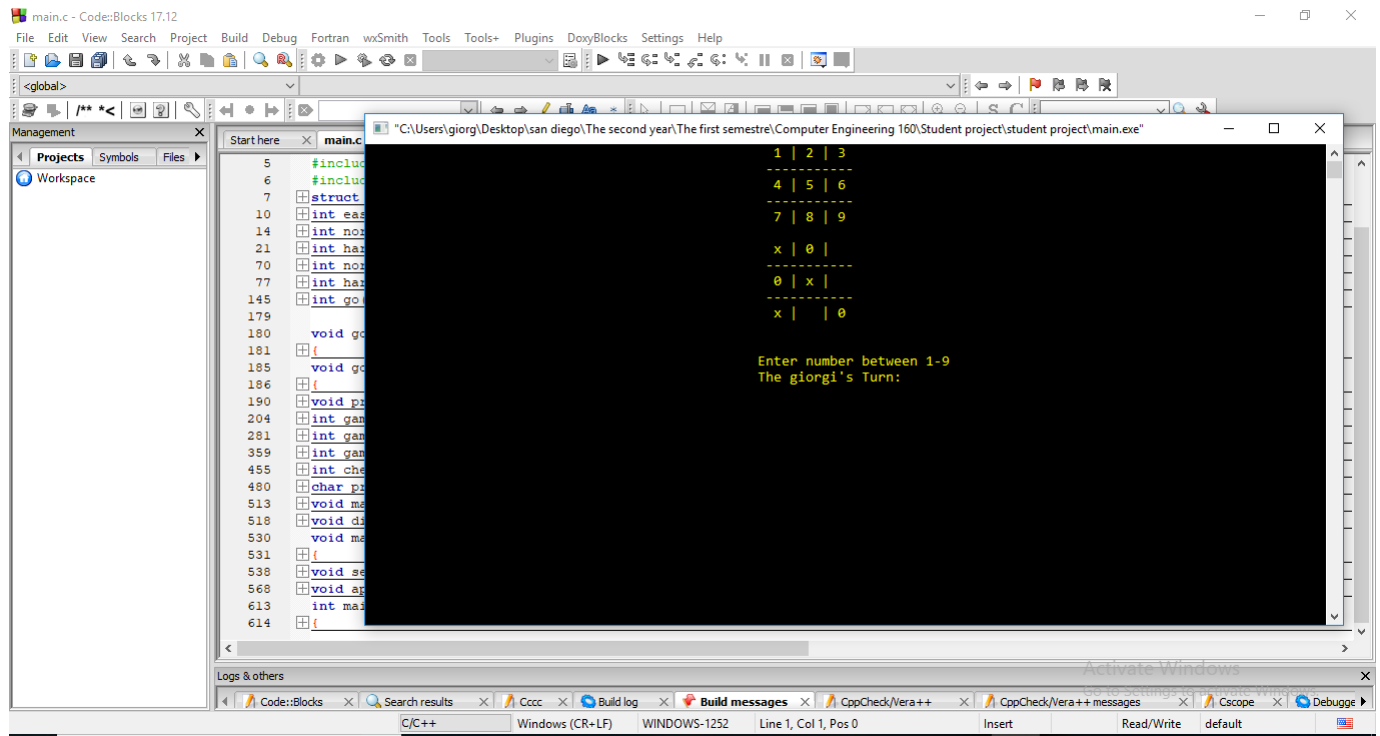 main.c - Code::Blocks 17.12
File Edit View Search Project Build Debug Fortran wxSmith Tools Tools+ Plugins DoxyBlocks Settings Help
<global>
/** *<
Management
Projects Symbols Files
Workspace
Start here main.c
"C:\Users\giorg\Desktop\san diego\The second year\The first semestre\Computer Engineering 160\Student project\student project\main.exe"
5 #includ
6 #includ
7 struct
10 int eas
14 int nor
21 int har
70 int nor
77 int har
145 int go
179
180 void go
181 {
185 void go
186 {
190 void pr
204 int gam
281 int gam
359 int gam
455 int che
480 char pr
513 void ma
518 void di
530 void ma
531 {
538 void se
568 void ap
613 int mai
614 {
1 | 2 | 3
-----------
4 | 5 | 6
-----------
7 | 8 | 9
x | 0 |
-----------
0 | x |
-----------
x | | 0
Enter number between 1-9
The giorgi's Turn:
Activate Windows
Go to Settings to activate Windows.
Logs & others
Code::Blocks Search results Cccc Build log Build messages CppCheck/Vera++ CppCheck/Vera++ messages Cscope Debugge
C/C++ Windows (CR+LF) WINDOWS-1252 Line 1, Col 1, Pos 0 Insert Read/Write default